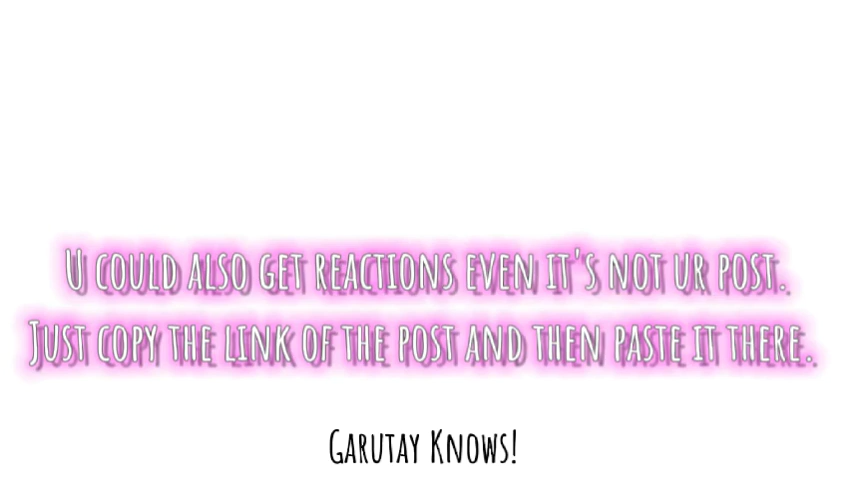 U could also get reactions even it's not ur post.
Just copy the link of the post and then paste it there.
Garutay Knows!